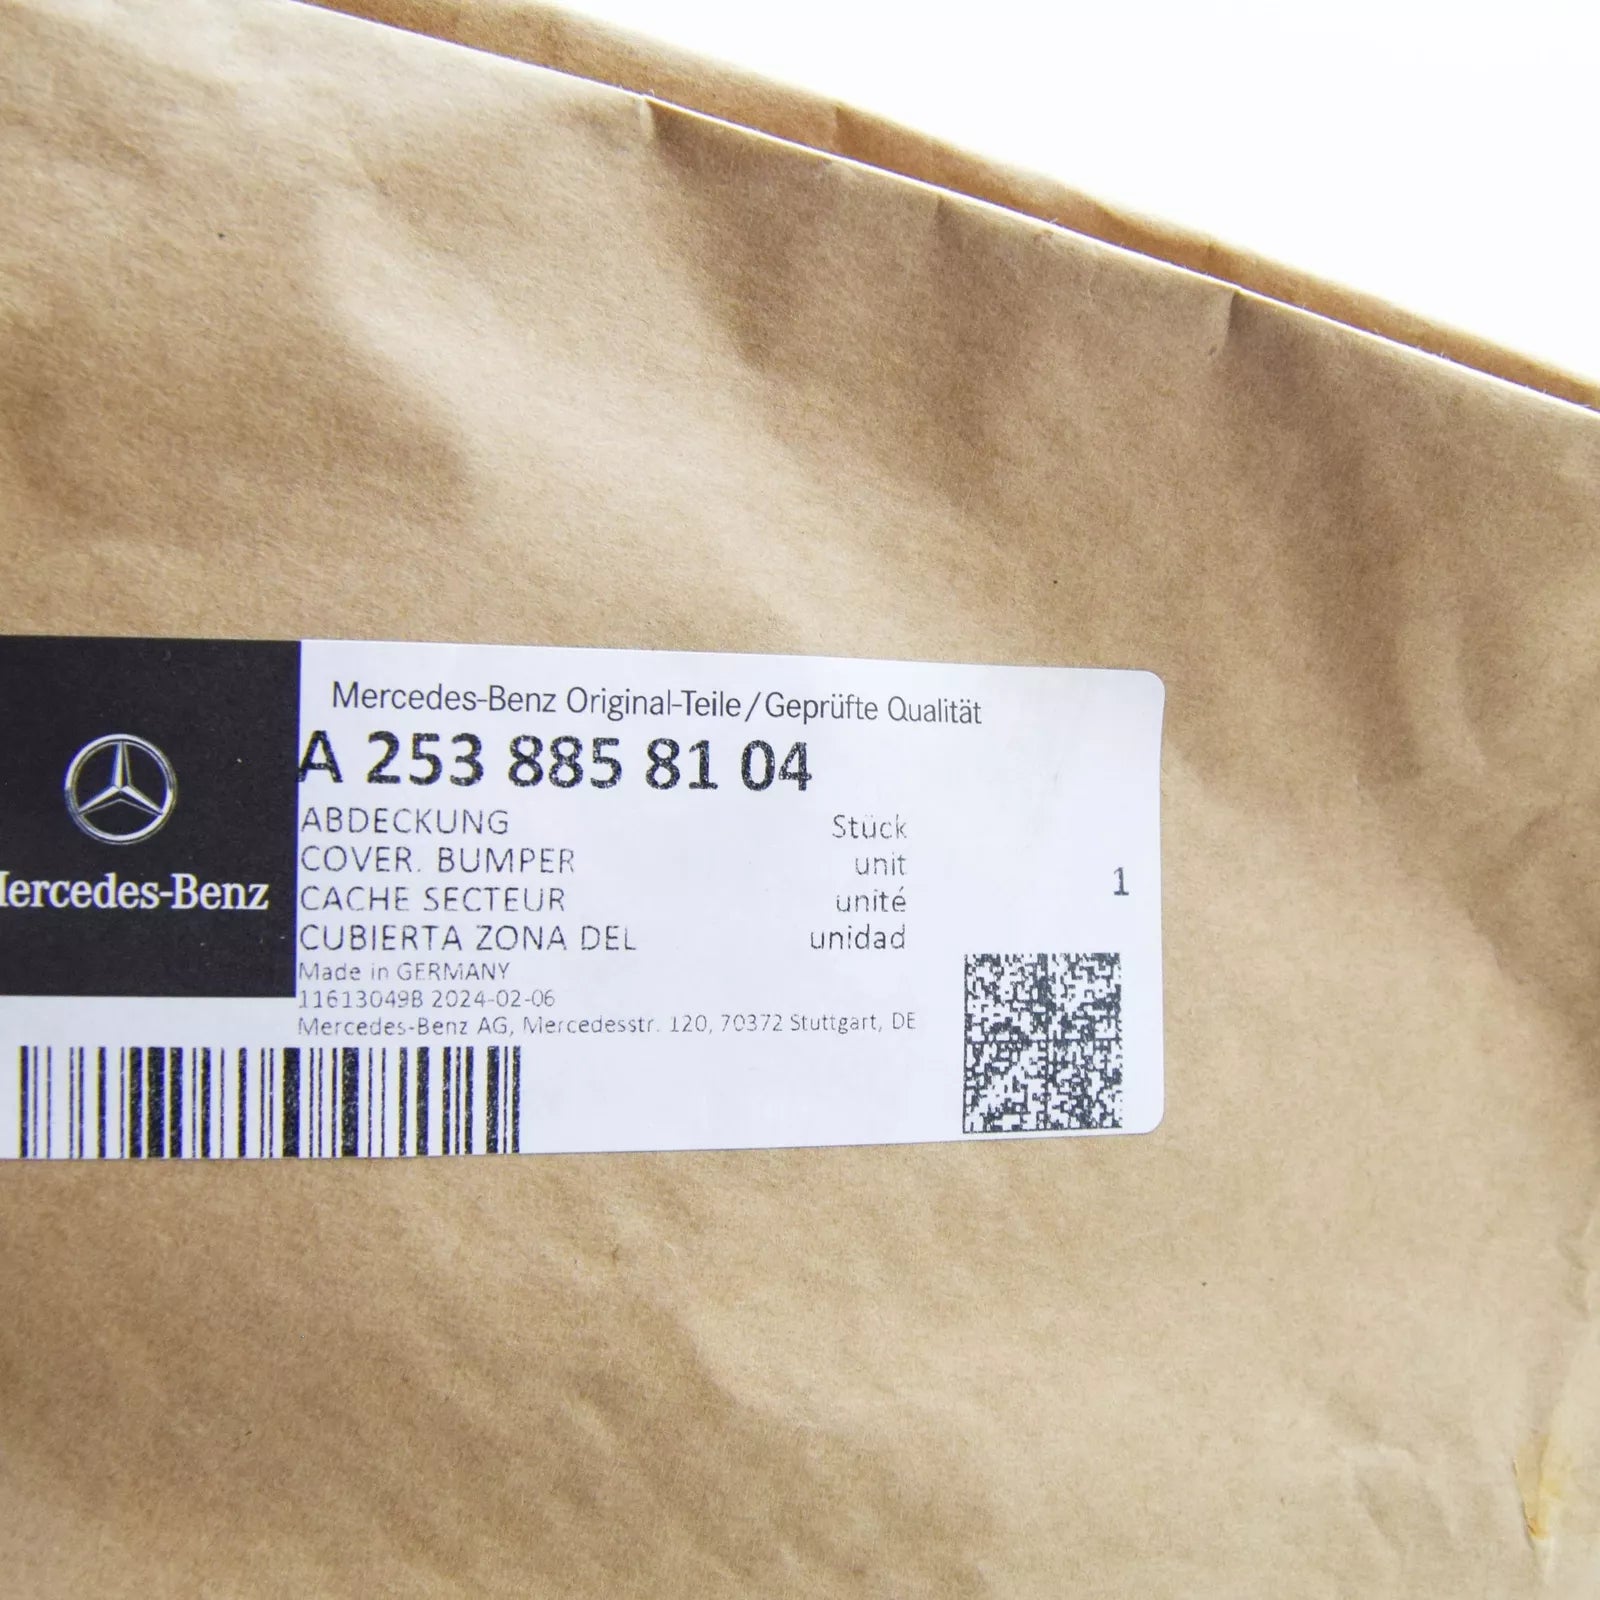 Mercedes-Benz Original-Teile/Geprüfte Qualität
A 253 885 81 04
ABDECKUNG Stück
COVER. BUMPER unit
CACHE SECTEUR unité
CUBIERTA ZONA DEL unidad
1
Made in GERMANY
11613049B 2024-02-06
Mercedes-Benz AG, Mercedesstr. 120, 70372 Stuttgart, DE
Mercedes-Benz